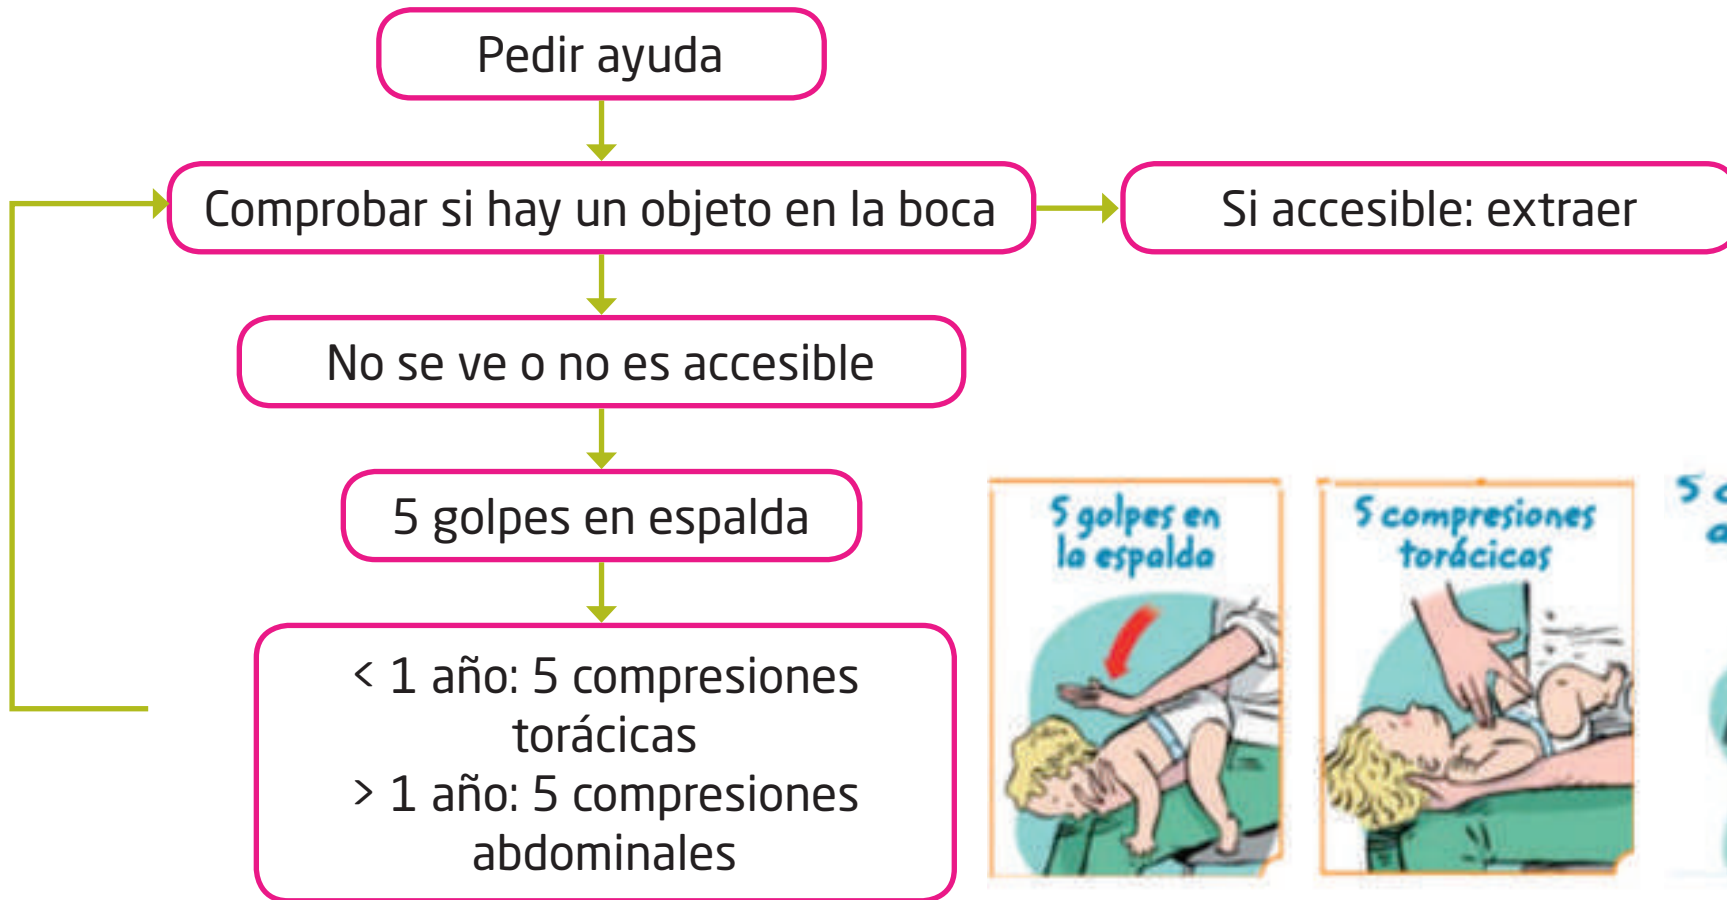 Pedir ayuda
Comprobar si hay un objeto en la boca
Si accesible: extraer
No se ve o no es accesible
5 golpes en espalda
< 1 año: 5 compresiones
torácicas
> 1 año: 5 compresiones
abdominales
5 golpes en
la espalda
5 compresiones
torácicas
5